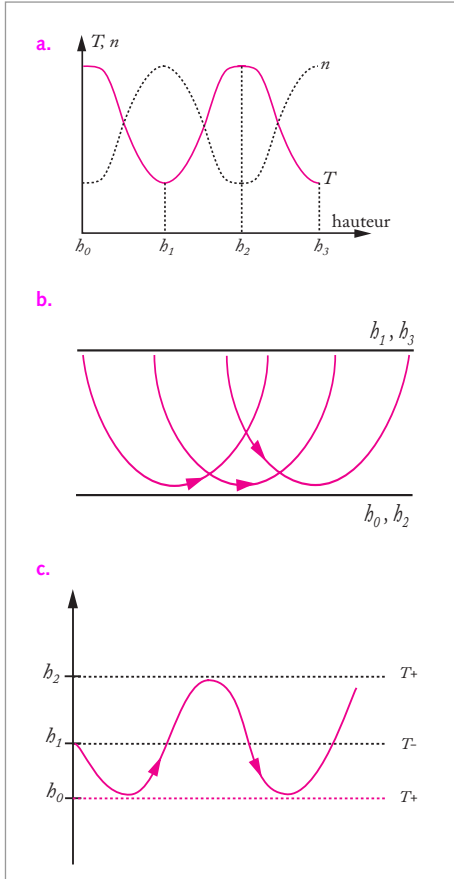 a.
T, n
n
T
hauteur
h₀ h₁ h₂ h₃
b.
h₁, h₃
h₀, h₂
c.
h₂ T+
h₁ T–
h₀ T+